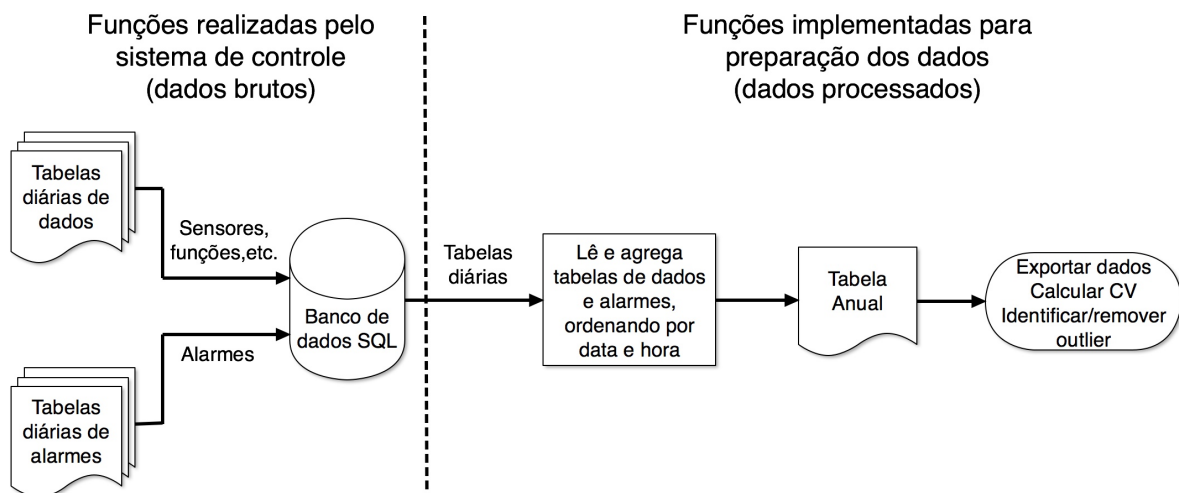 Funções realizadas pelo
sistema de controle
(dados brutos)
Funções implementadas para
preparação dos dados
(dados processados)
Tabelas
diárias de
dados
Sensores,
funções,etc.
Banco de
dados SQL
Alarmes
Tabelas
diárias de
alarmes
Tabelas
diárias
Lê e agrega
tabelas de dados
e alarmes,
ordenando por
data e hora
Tabela
Anual
Exportar dados
Calcular CV
Identificar/remover
outlier